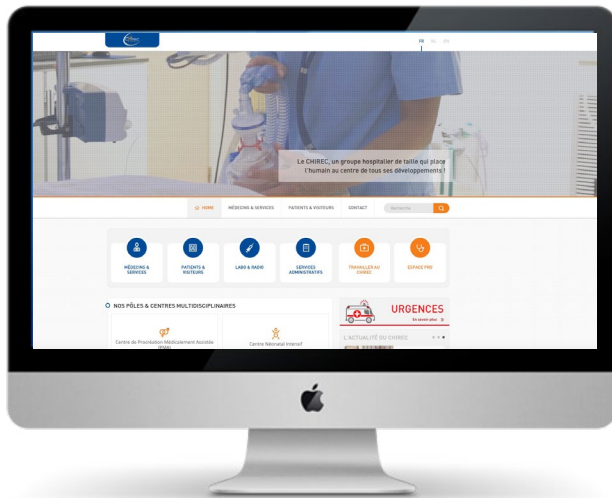 Chirec
FR NL EN
Le CHIREC, un groupe hospitalier de taille qui place
l'humain au centre de tous ses développements !
HOME MÉDECINS & SERVICES PATIENTS & VISITEURS CONTACT Recherche
MÉDECINS &
SERVICES
PATIENTS &
VISITEURS
LABO & RADIO
SERVICES
ADMINISTRATIFS
TRAVAILLER AU
CHIREC
ESPACE PRO
NOS PÔLES & CENTRES MULTIDISCIPLINAIRES
Centre de Procréation Médicalement Assistée
(PMA)
Centre Néonatal Intensif
URGENCES
En savoir plus
L'ACTUALITÉ DU CHIREC